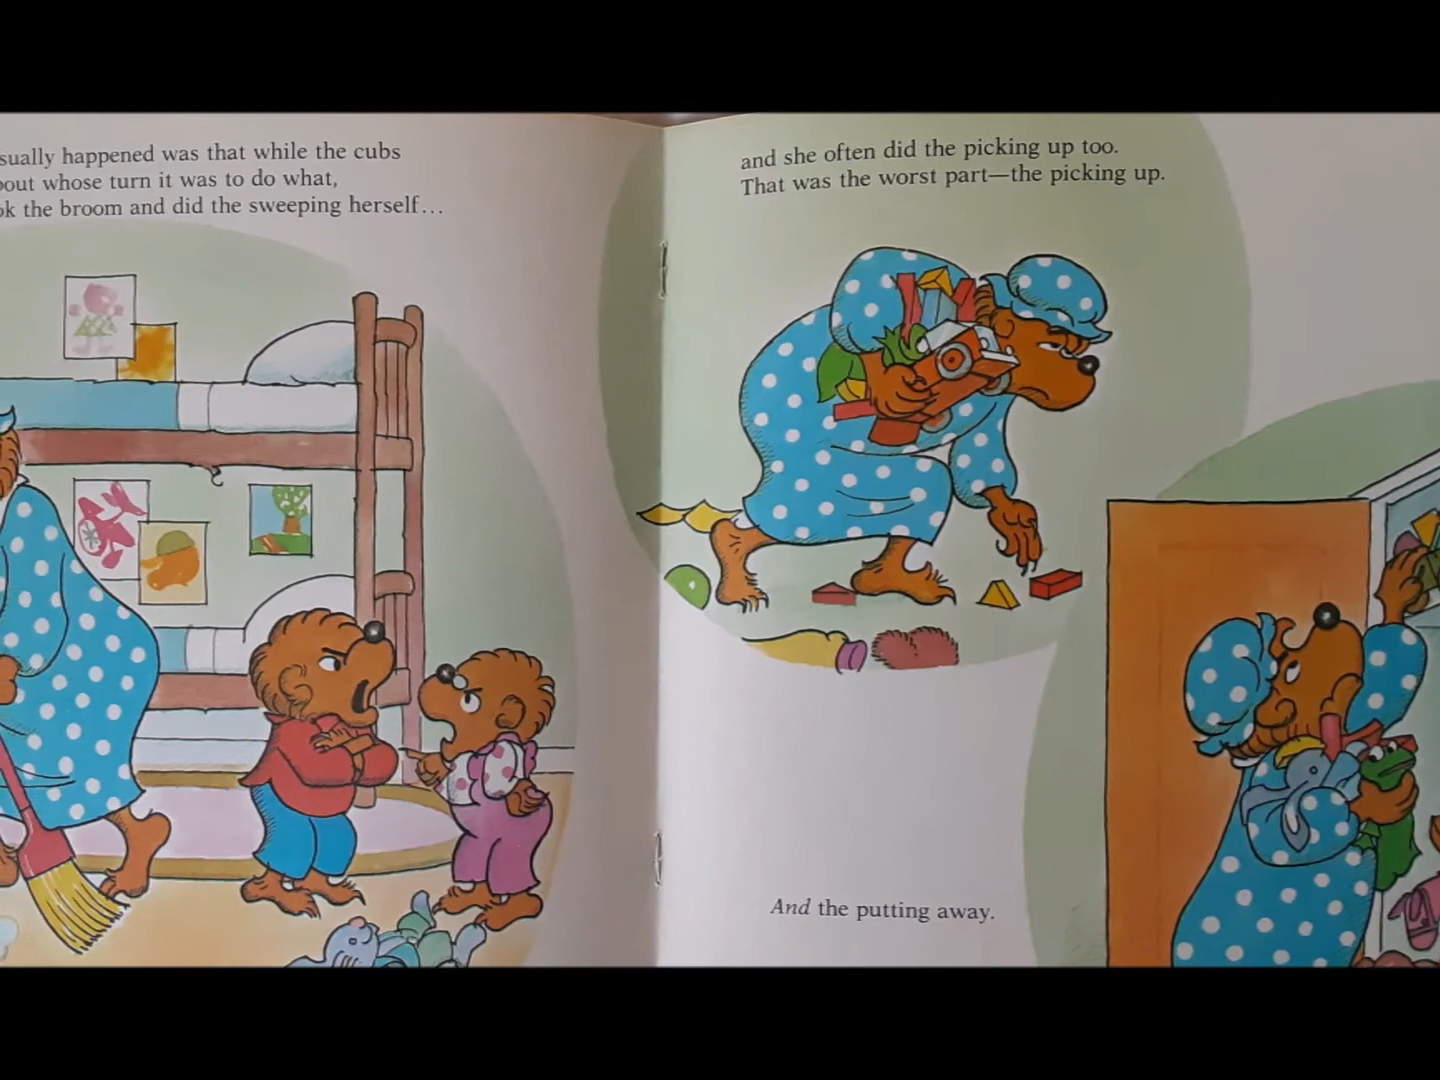 happened was that while the cubs
whose turn it was to do what,
the broom and did the sweeping herself...
and she often did the picking up too.
That was the worst part—the picking up.
And the putting away.